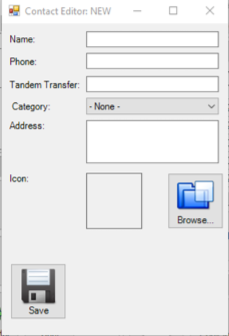 Contact Editor: NEW
Name:
Phone:
Tandem Transfer:
Category: - None -
Address:
Icon:
Browse...
Save